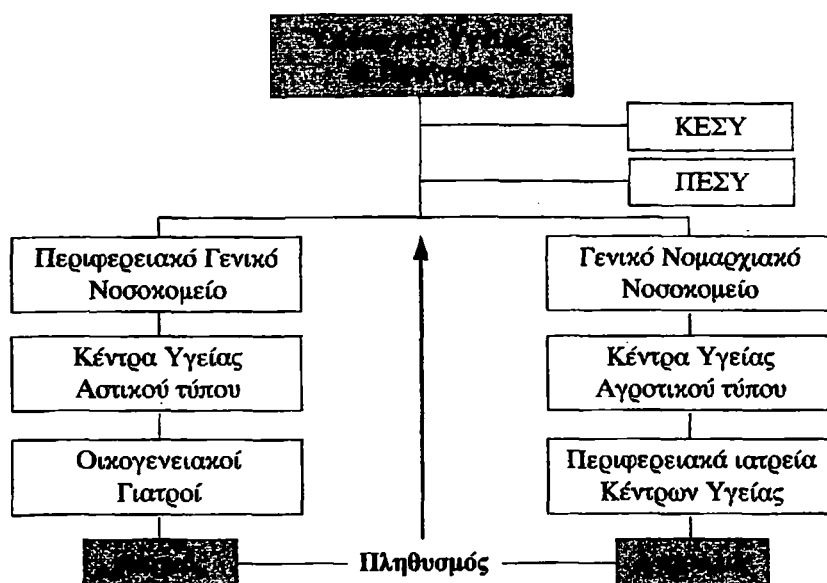 Υγείας
ΚΕΣΥ
ΠΕΣΥ
Περιφερειακό Γενικό
Νοσοκομείο
Γενικό Νομαρχιακό
Νοσοκομείο
Κέντρα Υγείας
Αστικού τύπου
Κέντρα Υγείας
Αγροτικού τύπου
Οικογενειακοί
Γιατροί
Περιφερειακά ιατρεία
Κέντρων Υγείας
Πληθυσμός